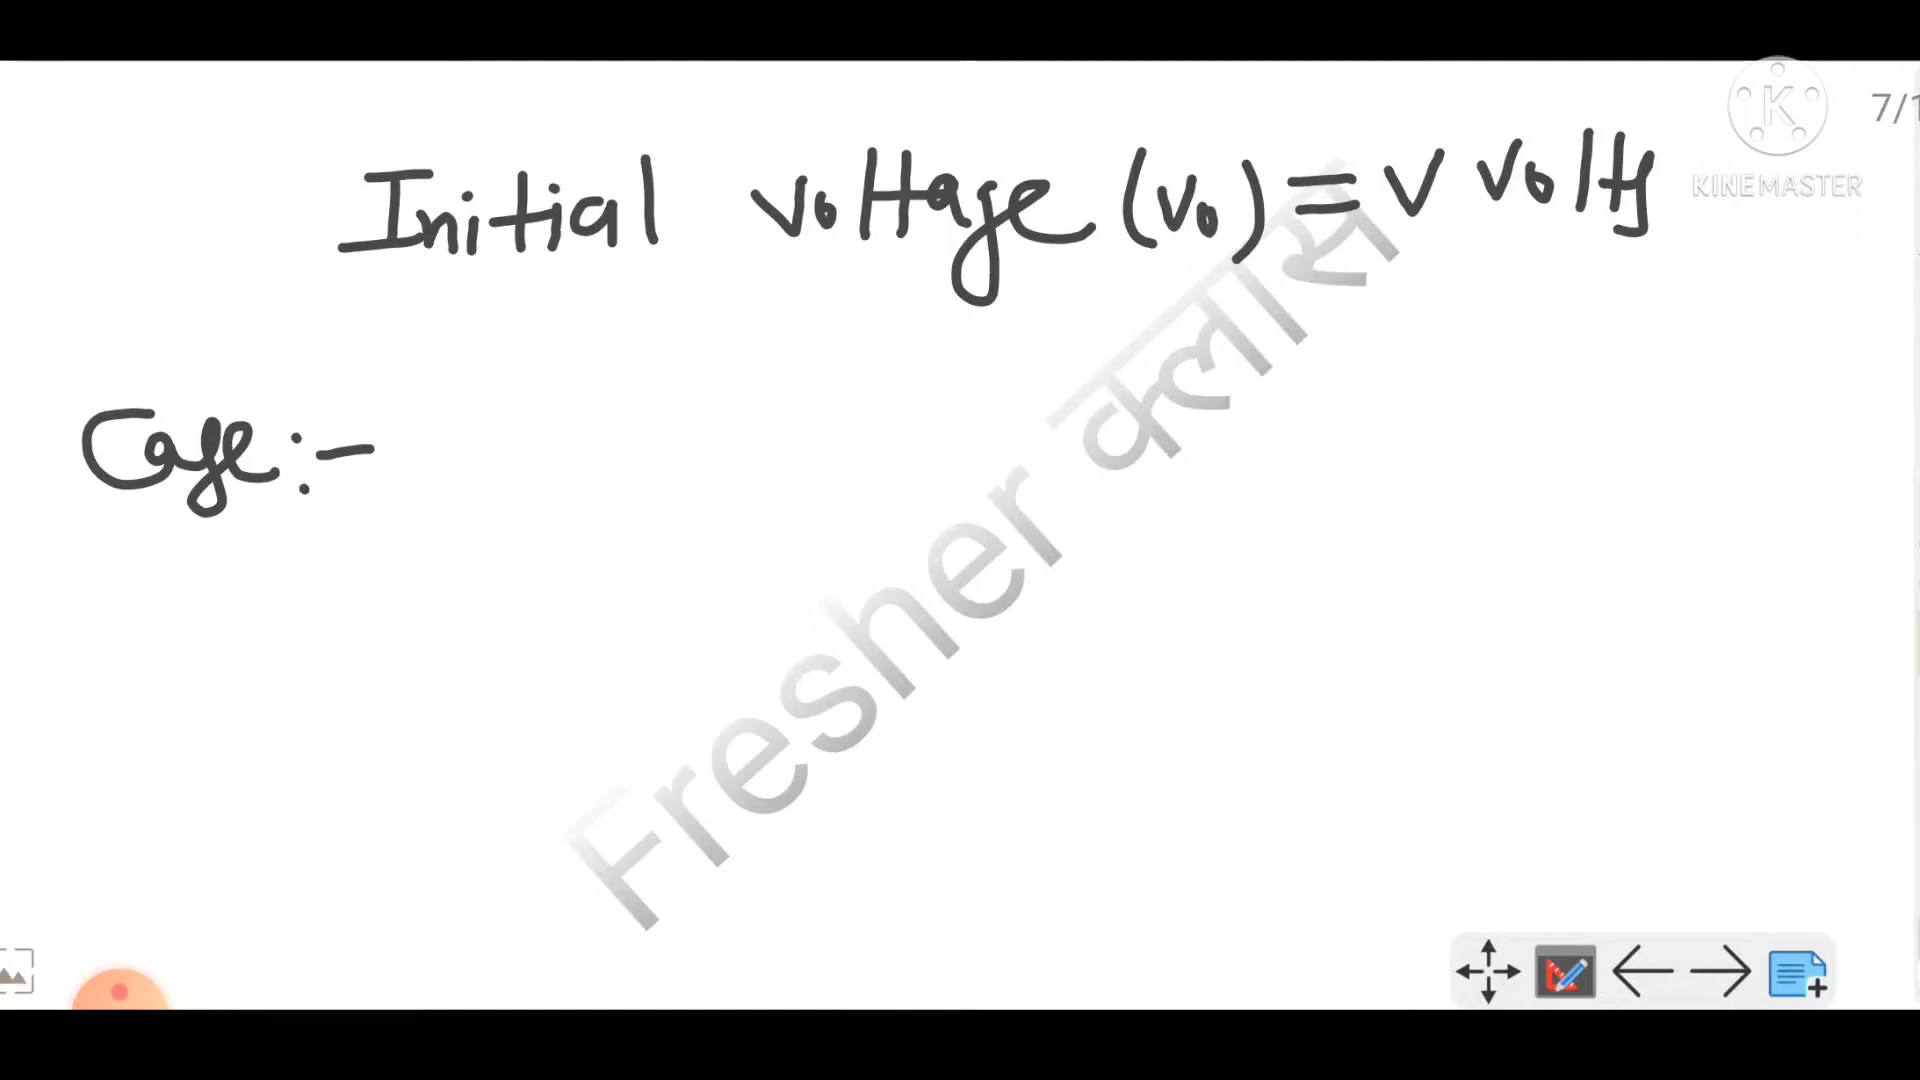 7/1
KINEMASTER
Initial voltage (v₀) = V volts
Case:-
Fresher क्लास